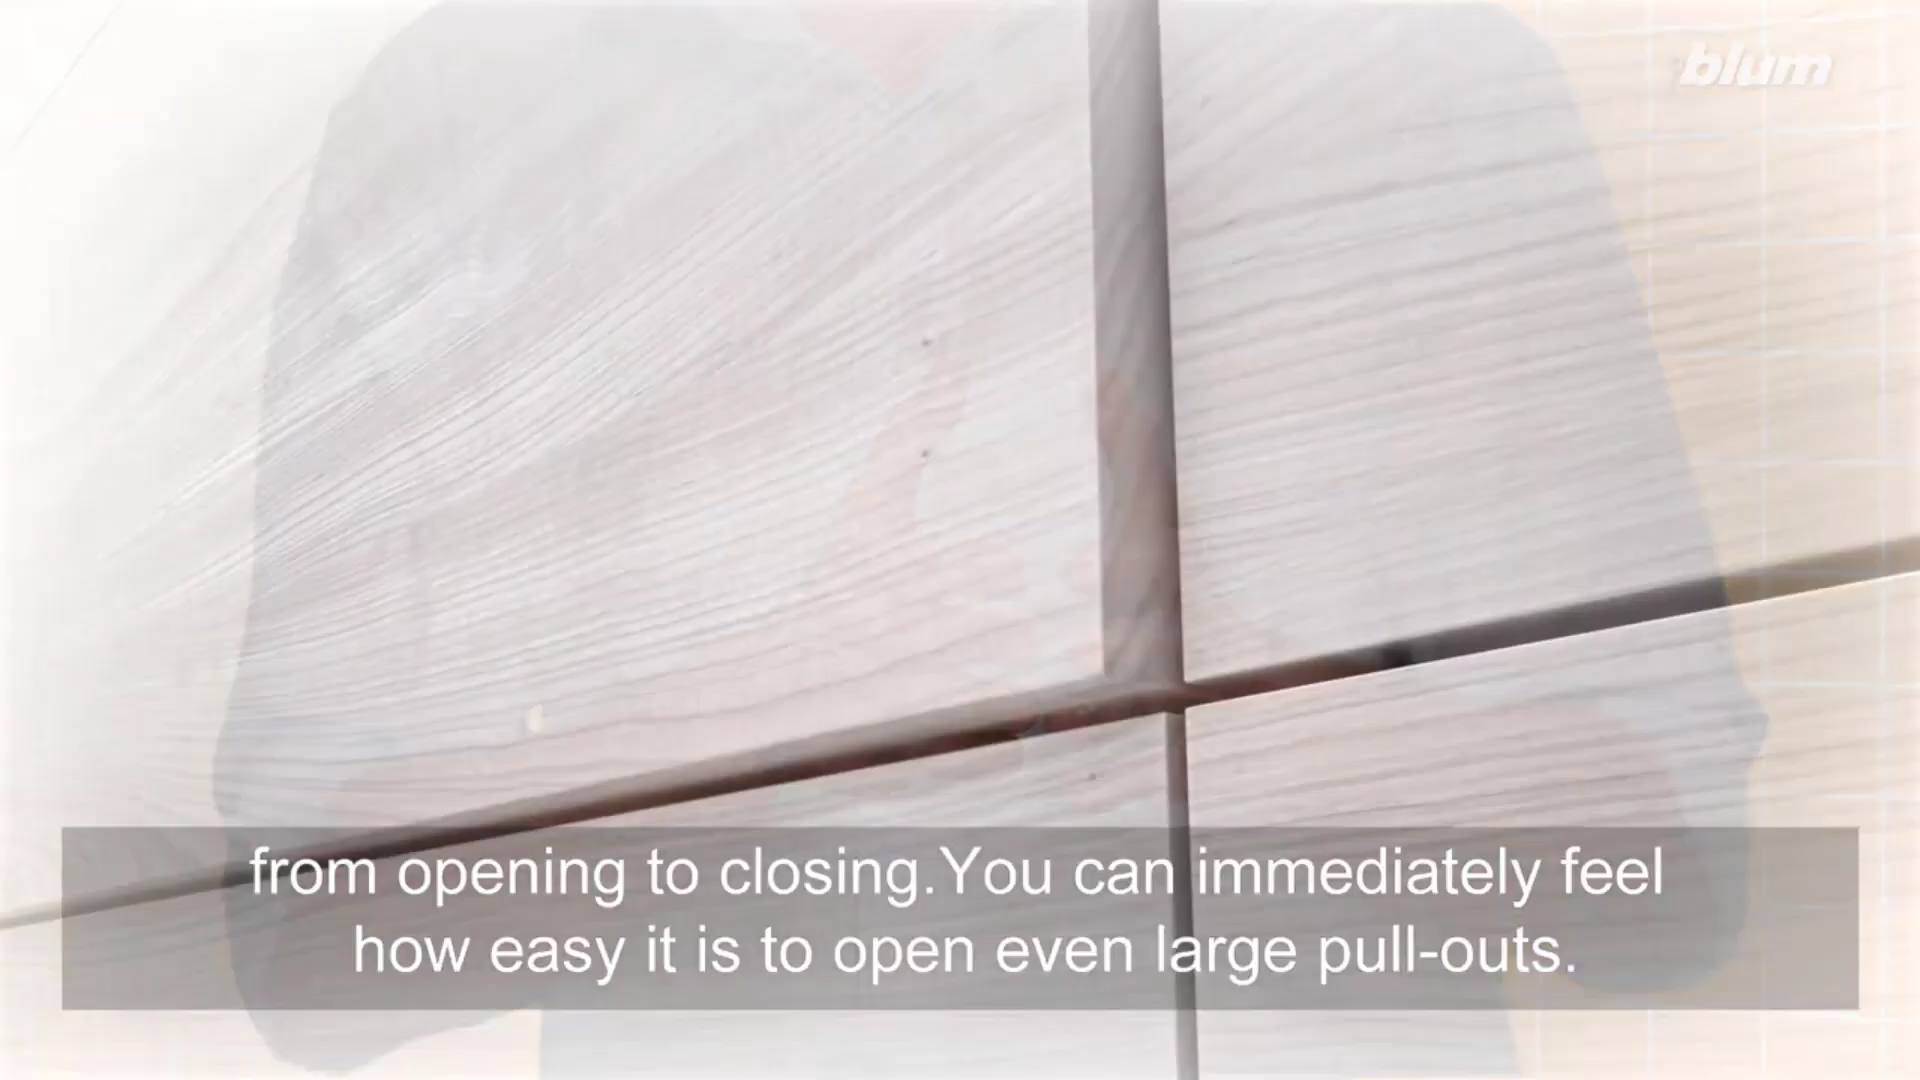 blum
from opening to closing.You can immediately feel
how easy it is to open even large pull-outs.